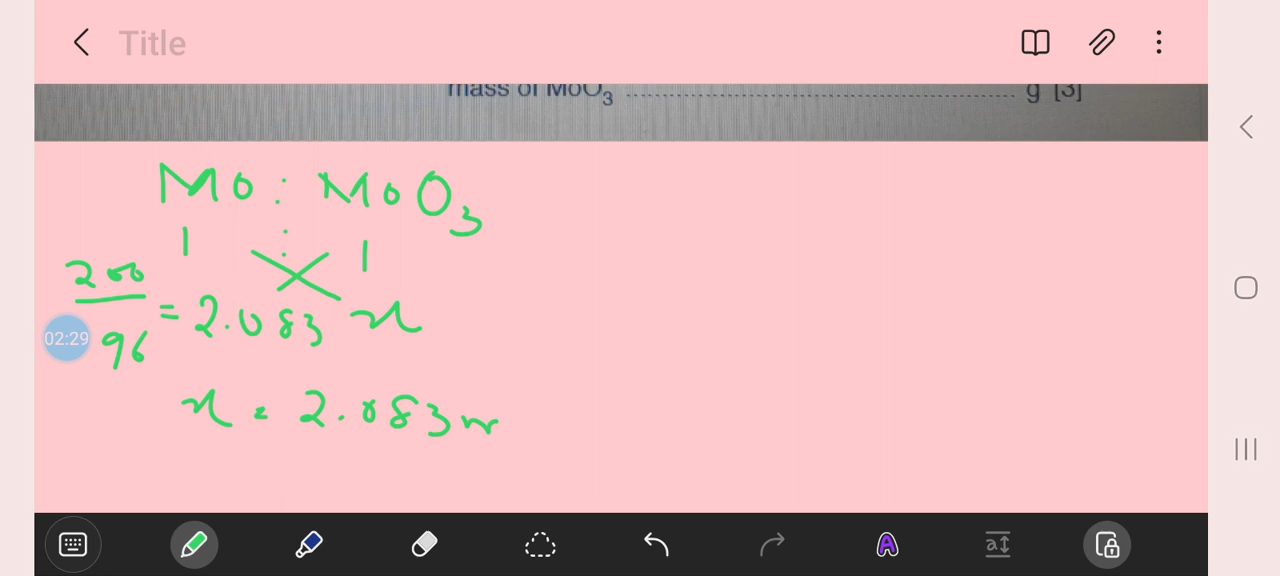 Title
mass of MoO3 ........ g [3]
Mo : MoO3
1 : 1
200
96
= 2.083 x
02:29
x = 2.083 m